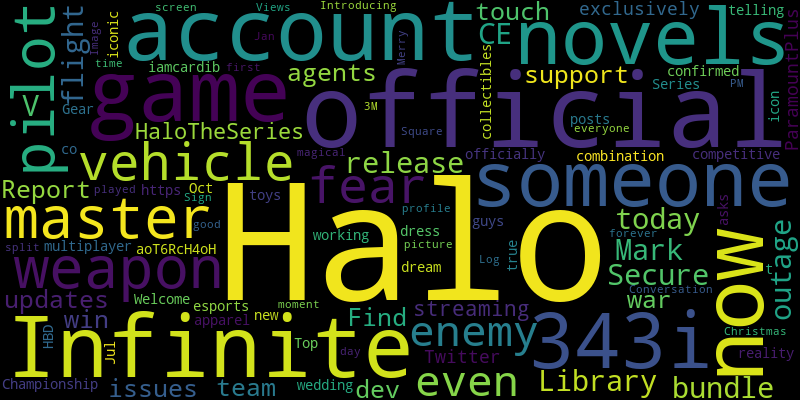 screen
Views
Introducing
account
touch
exclusively
telling
pilot
flight
iconic
image
Jan
Merry
CE
novels
ParamountPlus
time
iamcardib
first
agents
collectibles
support
confirmed
Series
PM
icon
game
official
Gear
3M
V
HaloTheSeries
Square
posts
everyone
co
vehicle
magical
release
officially
combination
competitive
Report
played
https
Oct
sign
toys
fear
someone
master
good
profile
dress
guys
forever
asks
today
outage
split
multiplayer
aoT6RcH4oH
Halo
working
picture
true
Mark
now
weapon
dream
Log
Secure
t
updates
Welcome
esports
moment
streaming
war
Conversation
win
apparel
new
Find
Infinite
enemy
343i
Christmas
HBD
Jul
Top
day
Twitter
reality
Championship
issues
team
wedding
dev
even
Library
bundle